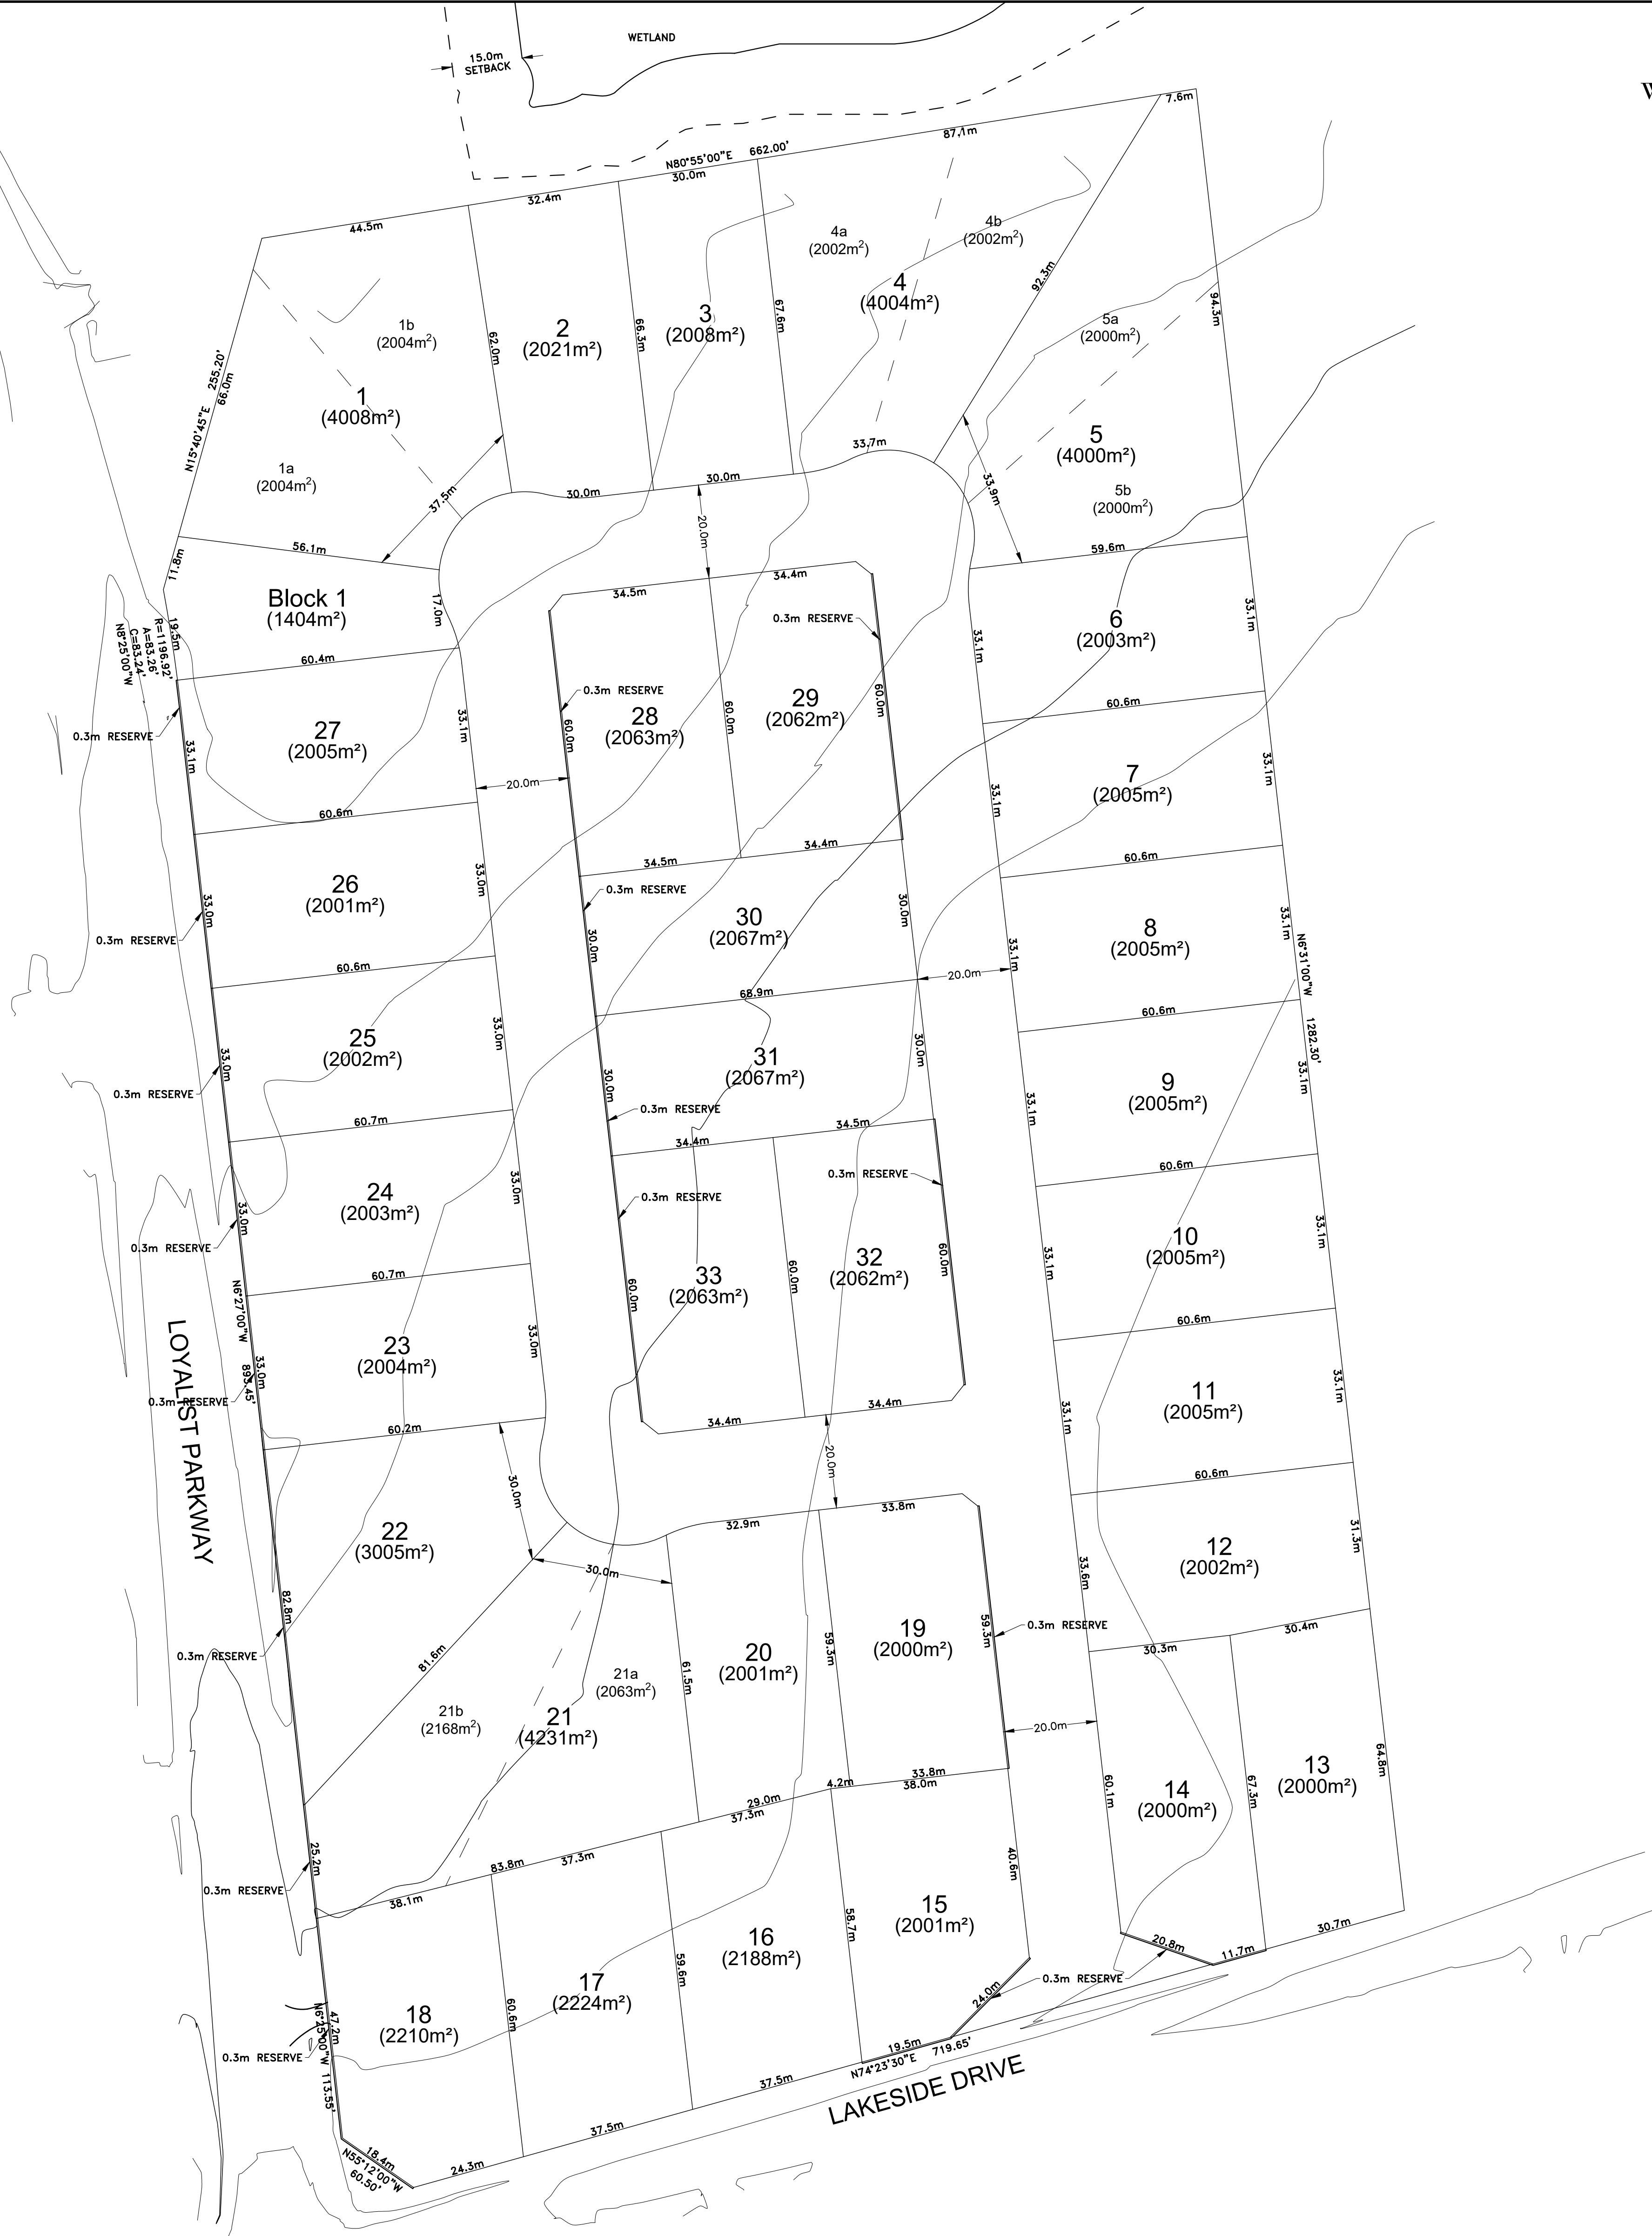 WETLAND
15.0m
SETBACK
W
7.6m
87.1m
N80°55'00"E 662.00'
30.0m
32.4m
44.5m
4a
(2002m²)
4b
(2002m²)
4
(4004m²)
92.3m
94.3m
5a
(2000m²)
1b
(2004m²)
62.0m
2
(2021m²)
66.3m
3
(2008m²)
67.6m
N15°40'45"E 255.20'
66.0m
1
(4008m²)
1a
(2004m²)
37.5m
33.7m
30.0m
30.0m
5
(4000m²)
5b
(2000m²)
33.9m
20.0m
56.1m
59.6m
11.8m
Block 1
(1404m²)
17.0m
34.5m
34.4m
0.3m RESERVE
6
(2003m²)
33.1m
33.1m
19.5m
R=1196.92'
A=83.26'
C=83.24'
N8°25'00"W
60.4m
0.3m RESERVE
27
(2005m²)
33.1m
33.1m
0.3m RESERVE
60.0m
28
(2063m²)
60.0m
29
(2062m²)
60.0m
60.6m
7
(2005m²)
33.1m
33.1m
20.0m
60.6m
34.5m
34.4m
60.6m
26
(2001m²)
33.0m
33.0m
0.3m RESERVE
0.3m RESERVE
30
(2067m²)
30.0m
30.0m
8
(2005m²)
33.1m
33.1m
N6°31'00"W 1282.30'
60.6m
68.9m
20.0m
60.6m
25
(2002m²)
33.0m
33.0m
0.3m RESERVE
31
(2067m²)
30.0m
30.0m
0.3m RESERVE
9
(2005m²)
33.1m
33.1m
60.7m
34.4m
34.5m
60.6m
24
(2003m²)
33.0m
33.0m
0.3m RESERVE
0.3m RESERVE
0.3m RESERVE
10
(2005m²)
33.1m
33.1m
60.7m
33
(2063m²)
60.0m
60.0m
32
(2062m²)
60.0m
60.6m
N6°27'00"W 893.45'
23
(2004m²)
33.0m
33.0m
0.3m RESERVE
LOYALIST PARKWAY
11
(2005m²)
33.1m
33.1m
60.2m
34.4m
34.4m
20.0m
60.6m
22
(3005m²)
30.0m
30.0m
82.8m
0.3m RESERVE
81.6m
32.9m
33.8m
12
(2002m²)
33.6m
31.3m
19
(2000m²)
59.3m
59.3m
0.3m RESERVE
20
(2001m²)
61.5m
30.3m
30.4m
21a
(2063m²)
21b
(2168m²)
21
(4231m²)
20.0m
13
(2000m²)
64.8m
14
(2000m²)
60.1m
67.3m
4.2m
33.8m
38.0m
29.0m
37.3m
83.8m
37.3m
38.1m
25.2m
0.3m RESERVE
40.6m
15
(2001m²)
58.7m
16
(2188m²)
59.6m
17
(2224m²)
60.6m
18
(2210m²)
47.2m
N6°25'00"W 113.55'
0.3m RESERVE
20.8m
11.7m
30.7m
0.3m RESERVE
24.0m
19.5m
N74°23'30"E 719.65'
LAKESIDE DRIVE
37.5m
37.5m
24.3m
18.4m
N55°12'00"W
60.50'